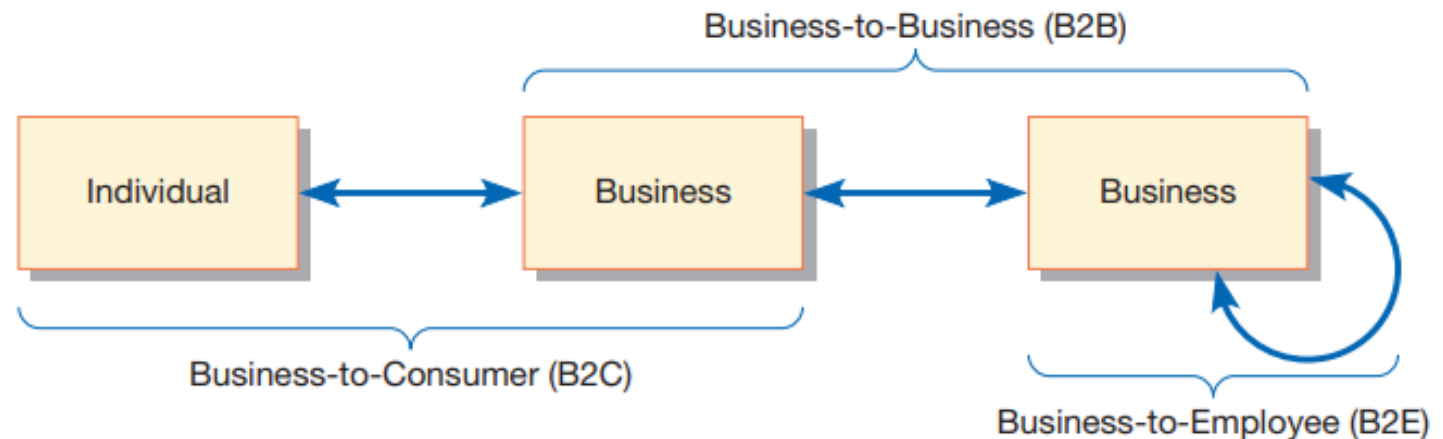 Business-to-Business (B2B)
Individual
Business
Business
Business-to-Consumer (B2C)
Business-to-Employee (B2E)